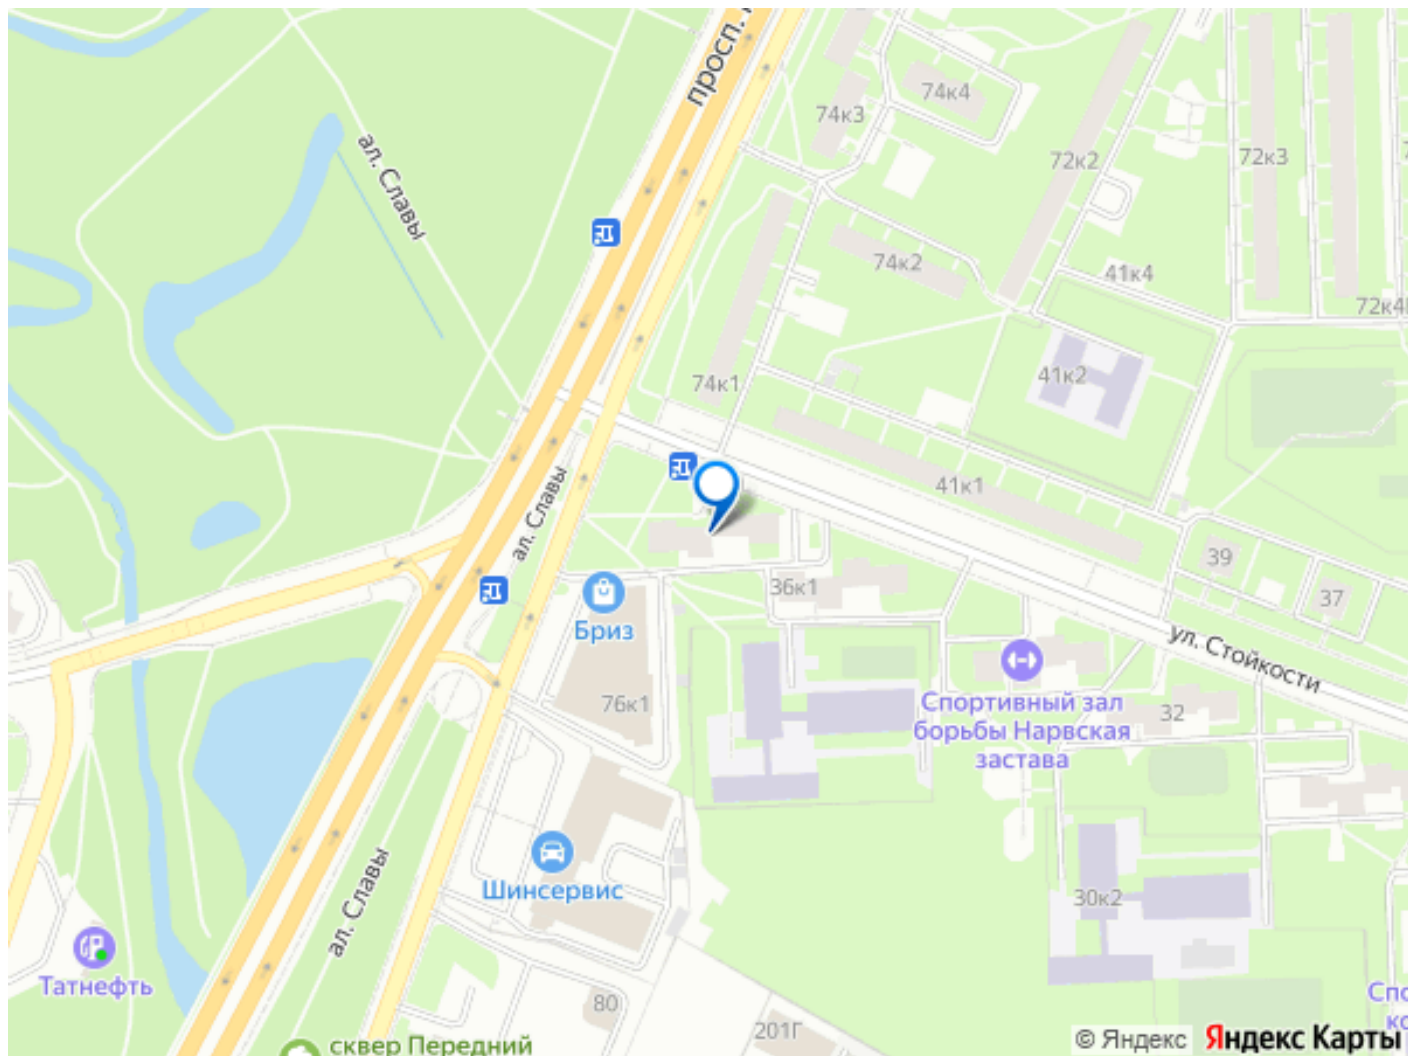 просп.
74к4
74к3
ал. Славы
72к2
72к3
74к2
41к4
72к4
74к1
41к2
ал. Славы
41к1
39
36к1
37
Бриз
ул. Стойкости
76к1
Спортивный зал
борьбы Нарвская
застава
32
Шинсервис
ал. Славы
30к2
Татнефть
80
201Г
сквер Передний
© Яндекс
Яндекс Карты